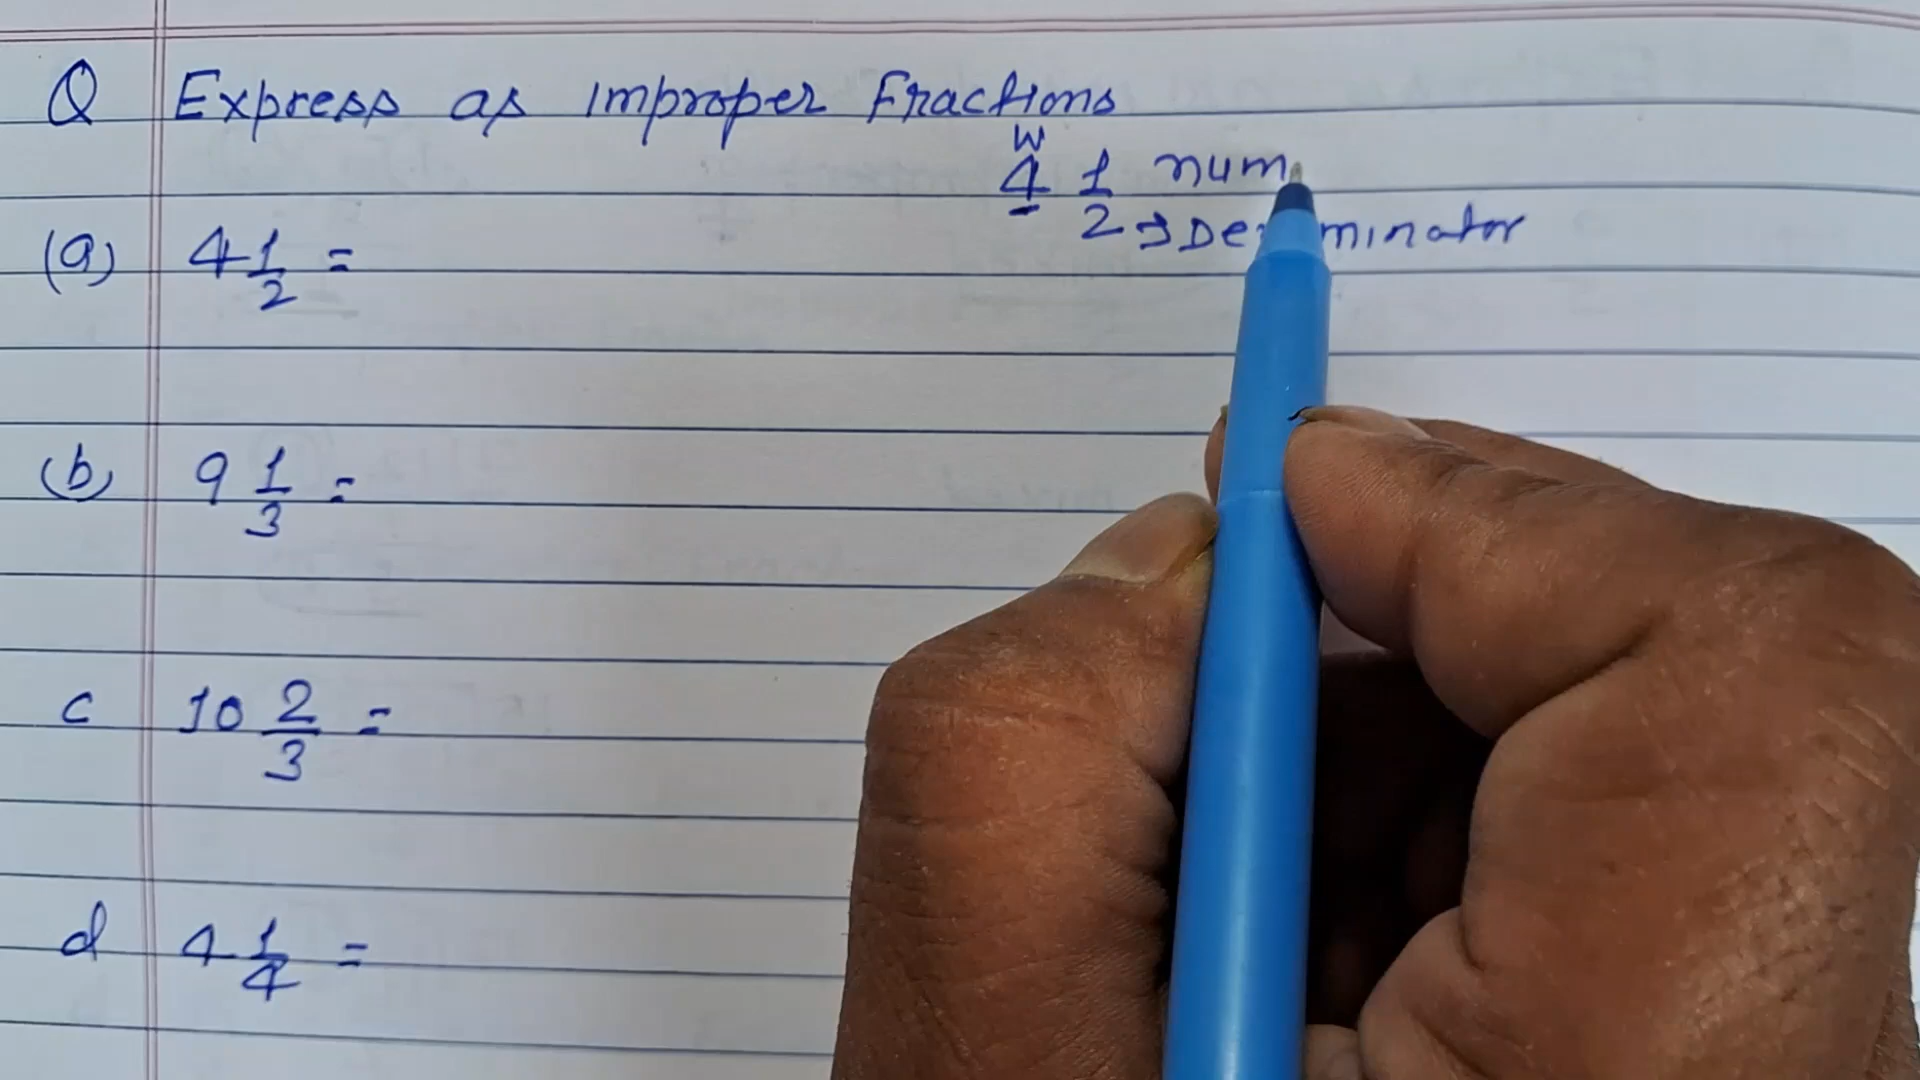 Q Express as Improper Fractions
W
4 1/2 num
→ De minator
(a) 4 1/2 =
(b) 9 1/3 =
c 10 2/3 =
d 4 1/4 =